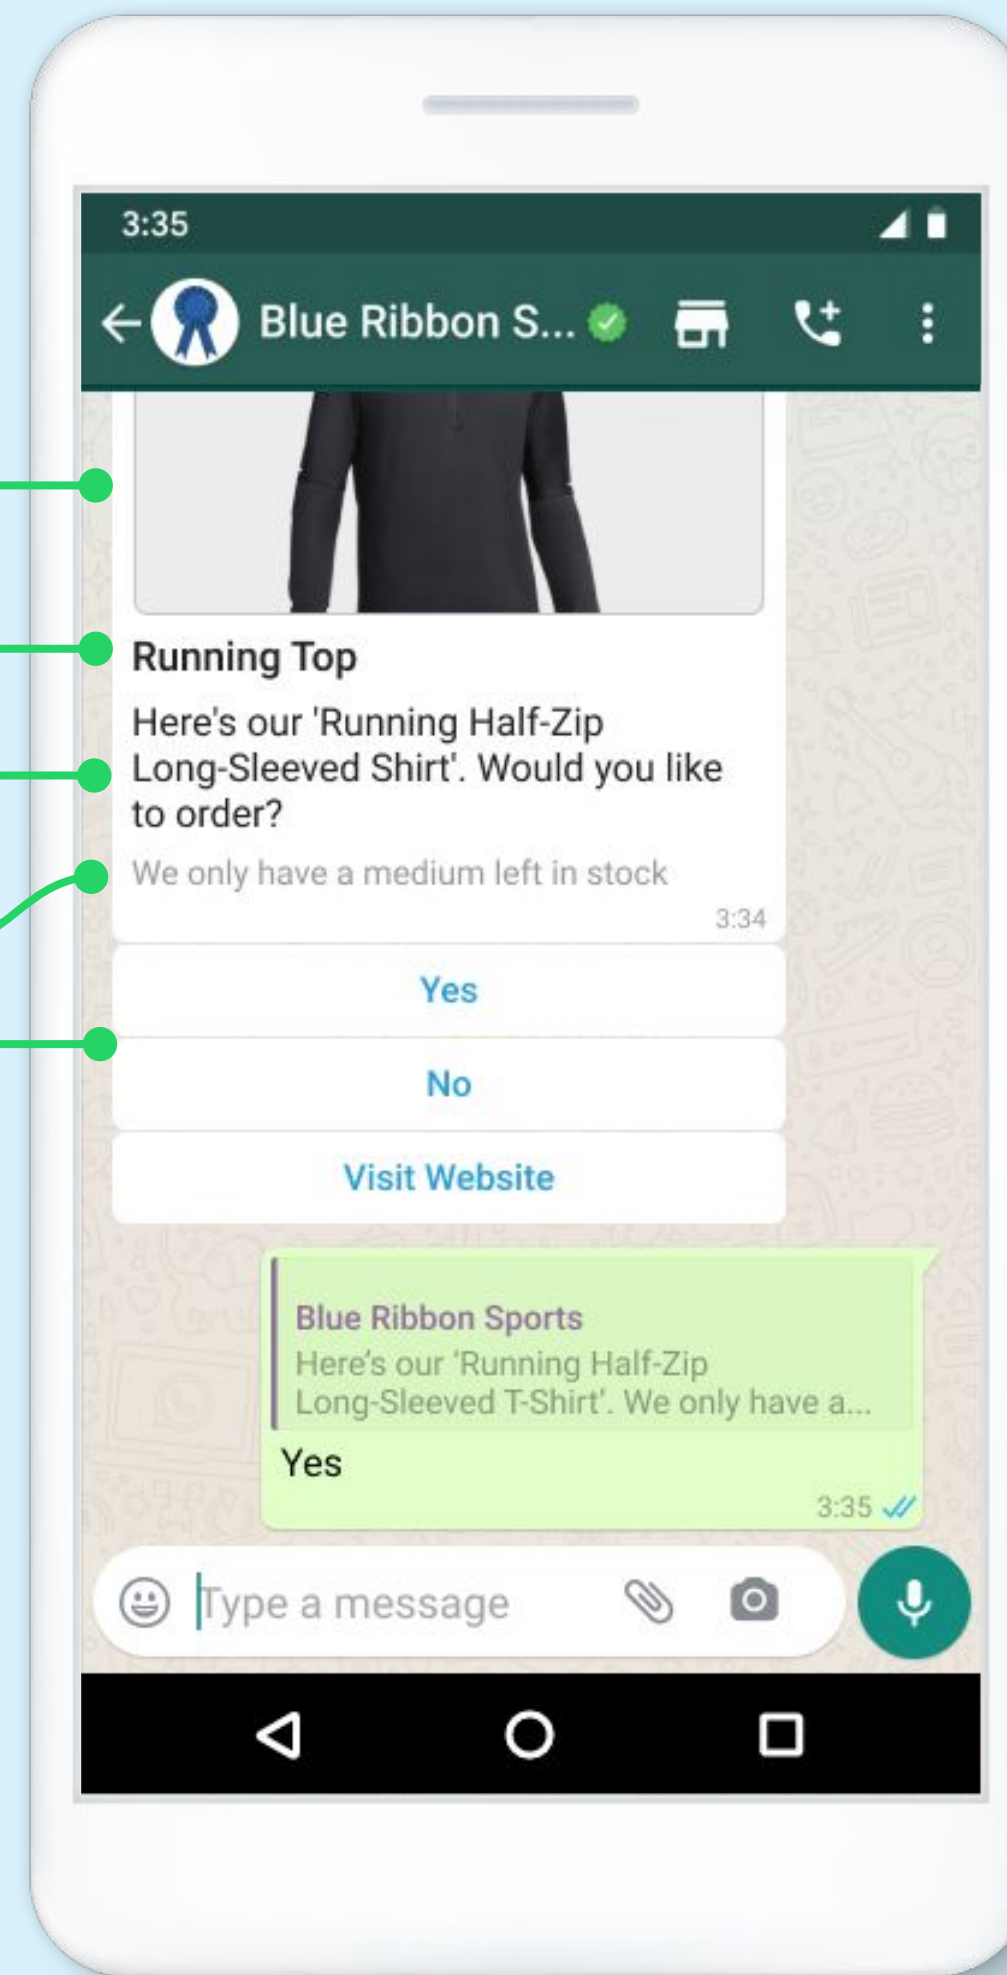 3:35
Blue Ribbon S...
Running Top
Here's our 'Running Half-Zip
Long-Sleeved Shirt'. Would you like
to order?
We only have a medium left in stock
3:34
Yes
No
Visit Website
Blue Ribbon Sports
Here's our 'Running Half-Zip
Long-Sleeved T-Shirt'. We only have a...
Yes
3:35
Type a message